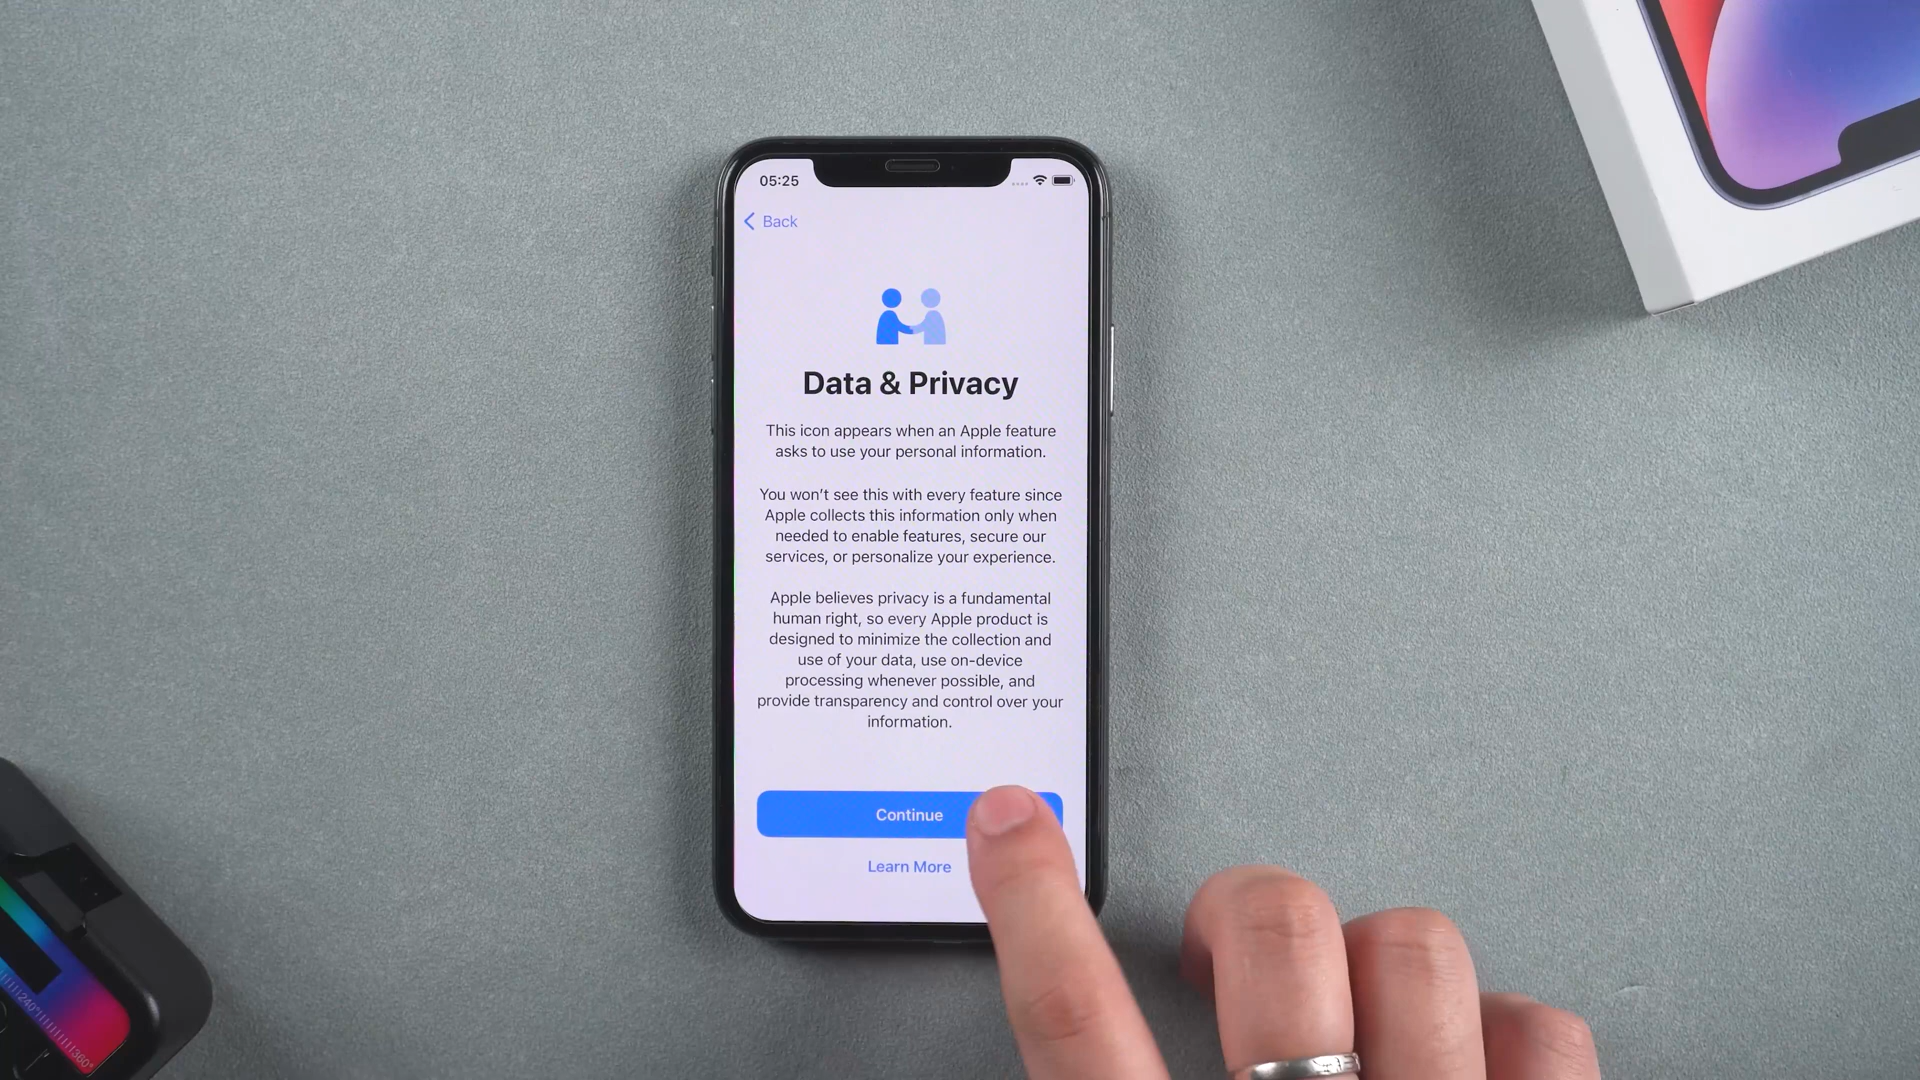 05:25
Back
Data & Privacy
This icon appears when an Apple feature
asks to use your personal information.
You won't see this with every feature since
Apple collects this information only when
needed to enable features, secure our
services, or personalize your experience.
Apple believes privacy is a fundamental
human right, so every Apple product is
designed to minimize the collection and
use of your data, use on-device
processing whenever possible, and
provide transparency and control over your
information.
Continue
Learn More
240°
360°